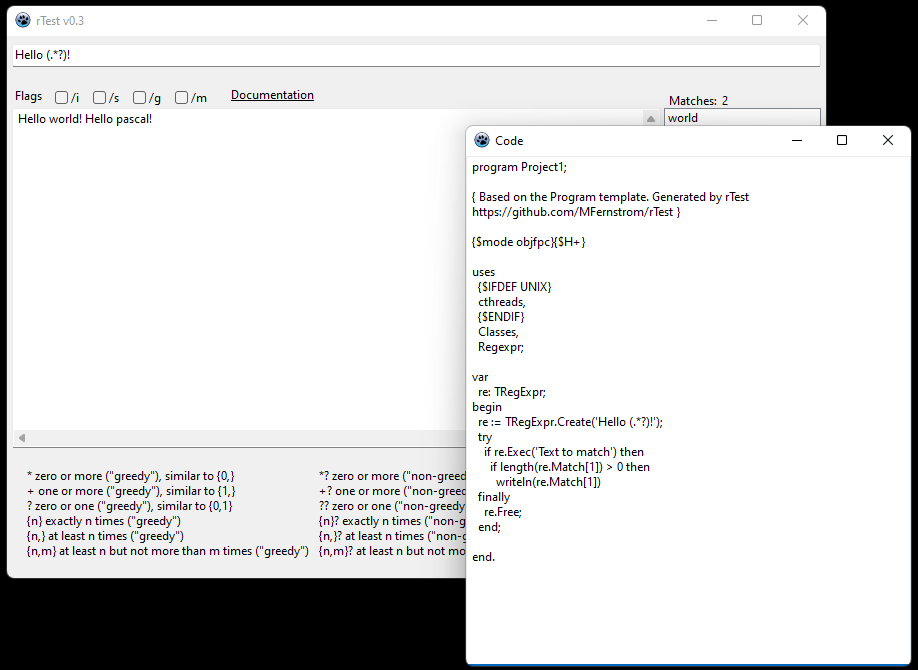 rTest v0.3
Hello (.*?)!
Flags /i /s /g /m Documentation
Matches: 2
Hello world! Hello pascal!
world
* zero or more ("greedy"), similar to {0,}
+ one or more ("greedy"), similar to {1,}
? zero or one ("greedy"), similar to {0,1}
{n} exactly n times ("greedy")
{n,} at least n times ("greedy")
{n,m} at least n but not more than m times ("greedy")
*? zero or more ("non-greed
+? one or more ("non-greed
?? zero or one ("non-greed
{n}? exactly n times ("non-g
{n,}? at least n times ("non-g
{n,m}? at least n but not mo
Code
program Project1;
{ Based on the Program template. Generated by rTest
https://github.com/MFernstrom/rTest }
{$mode objfpc}{$H+}
uses
{$IFDEF UNIX}
cthreads,
{$ENDIF}
Classes,
Regexpr;
var
re: TRegExpr;
begin
re := TRegExpr.Create('Hello (.*?)!');
try
if re.Exec('Text to match') then
if length(re.Match[1]) > 0 then
writeln(re.Match[1])
finally
re.Free;
end;
end.